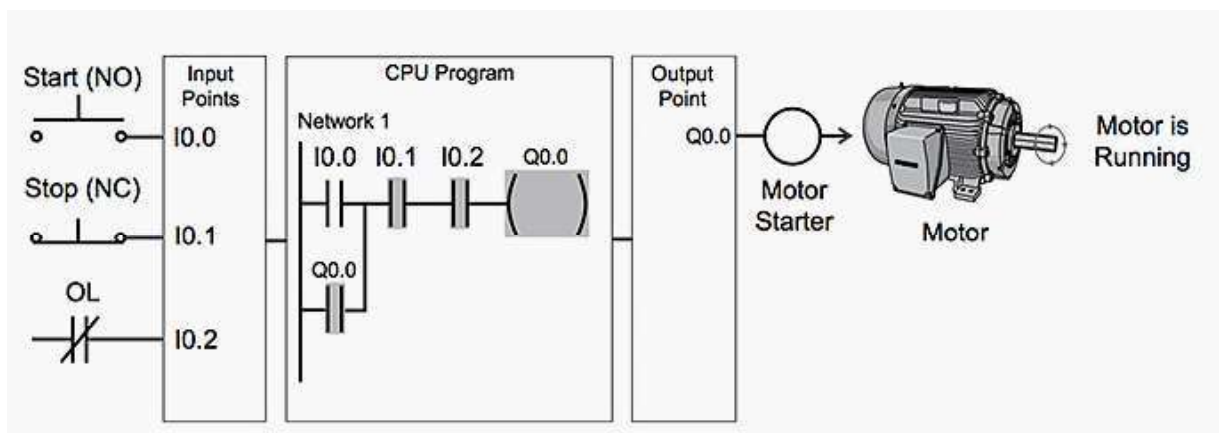 Start (NO)
Input
Points
I0.0
Stop (NC)
I0.1
OL
I0.2
CPU Program
Network 1
I0.0 I0.1 I0.2 Q0.0
Q0.0
Output
Point
Q0.0
Motor
Starter
Motor
Motor is
Running